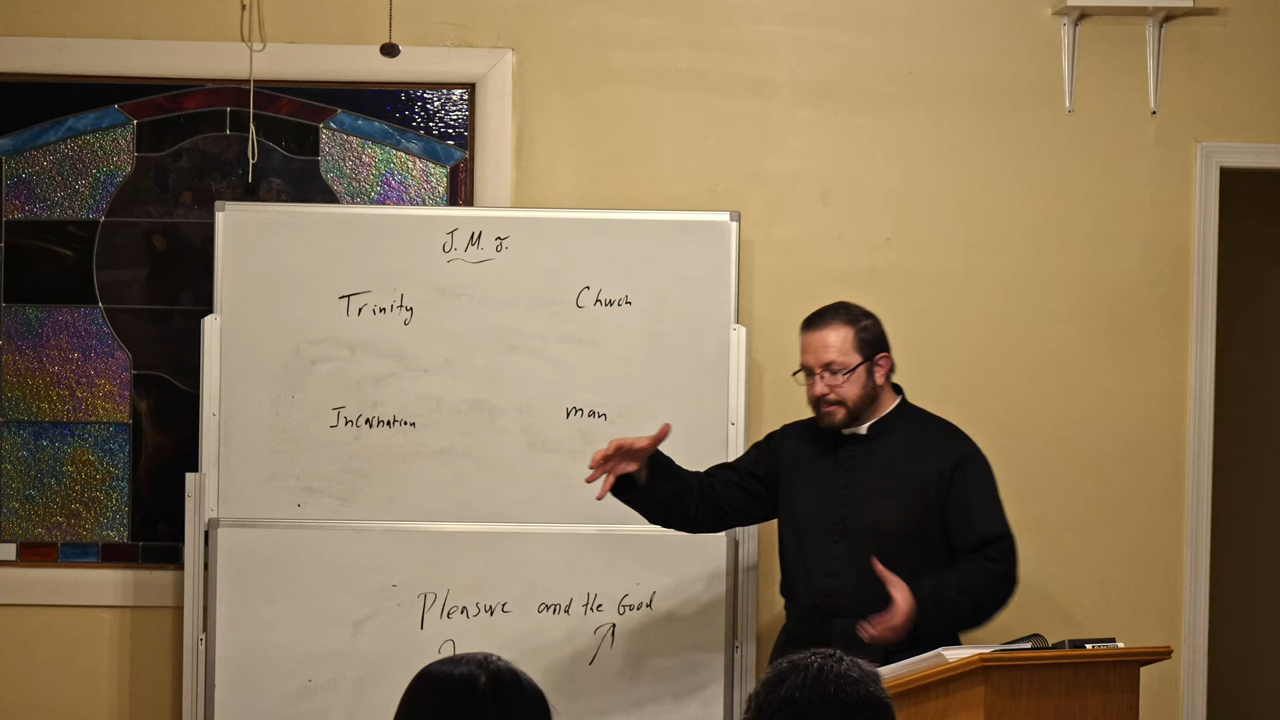 J. M. J.
Trinity Church
Incarnation man
Pleasure and the Good